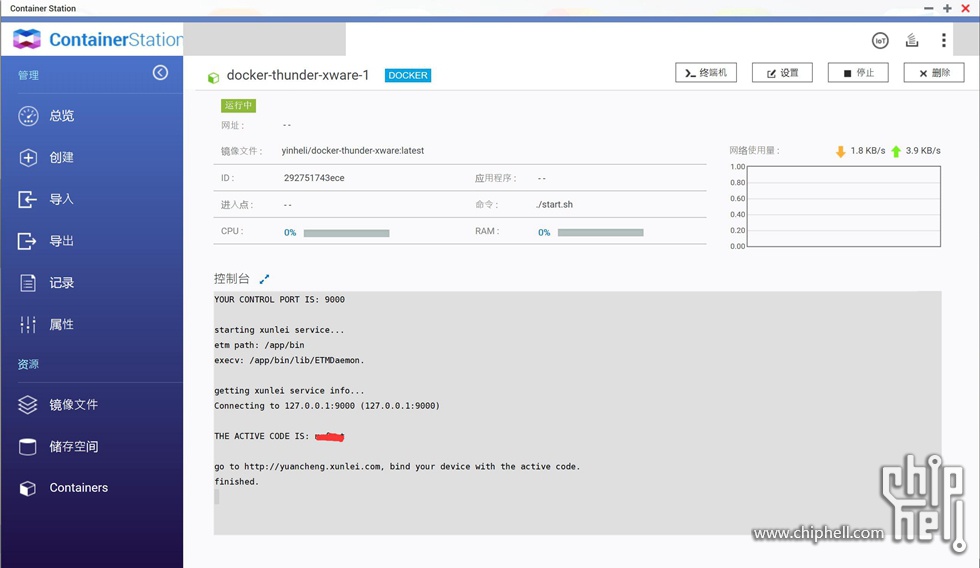 Container Station
ContainerStation
IoT
管理
总览
创建
导入
导出
记录
属性
资源
镜像文件
储存空间
Containers
docker-thunder-xware-1 DOCKER
终端机 设置 停止 删除
运行中
网址： --
镜像文件： yinheli/docker-thunder-xware:latest
ID： 292751743ece 应用程序： --
进入点： -- 命令： ./start.sh
CPU： 0% RAM： 0%
网络使用量： 1.8 KB/s 3.9 KB/s
1.00
0.80
0.60
0.40
0.20
0.00
控制台
YOUR CONTROL PORT IS: 9000
starting xunlei service...
etm path: /app/bin
execv: /app/bin/lib/ETMDaemon.
getting xunlei service info...
Connecting to 127.0.0.1:9000 (127.0.0.1:9000)
THE ACTIVE CODE IS:
go to http://yuancheng.xunlei.com, bind your device with the active code.
finished.
www.chiphell.com
chip
hell